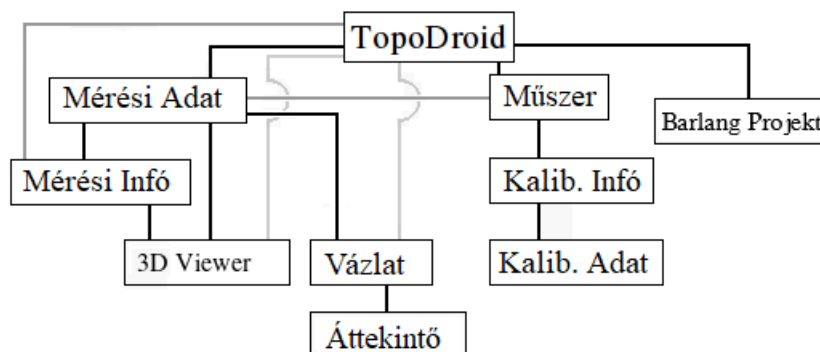 TopoDroid
Mérési Adat
Műszer
Barlang Projekt
Mérési Infó
Kalib. Infó
3D Viewer
Vázlat
Kalib. Adat
Áttekintő